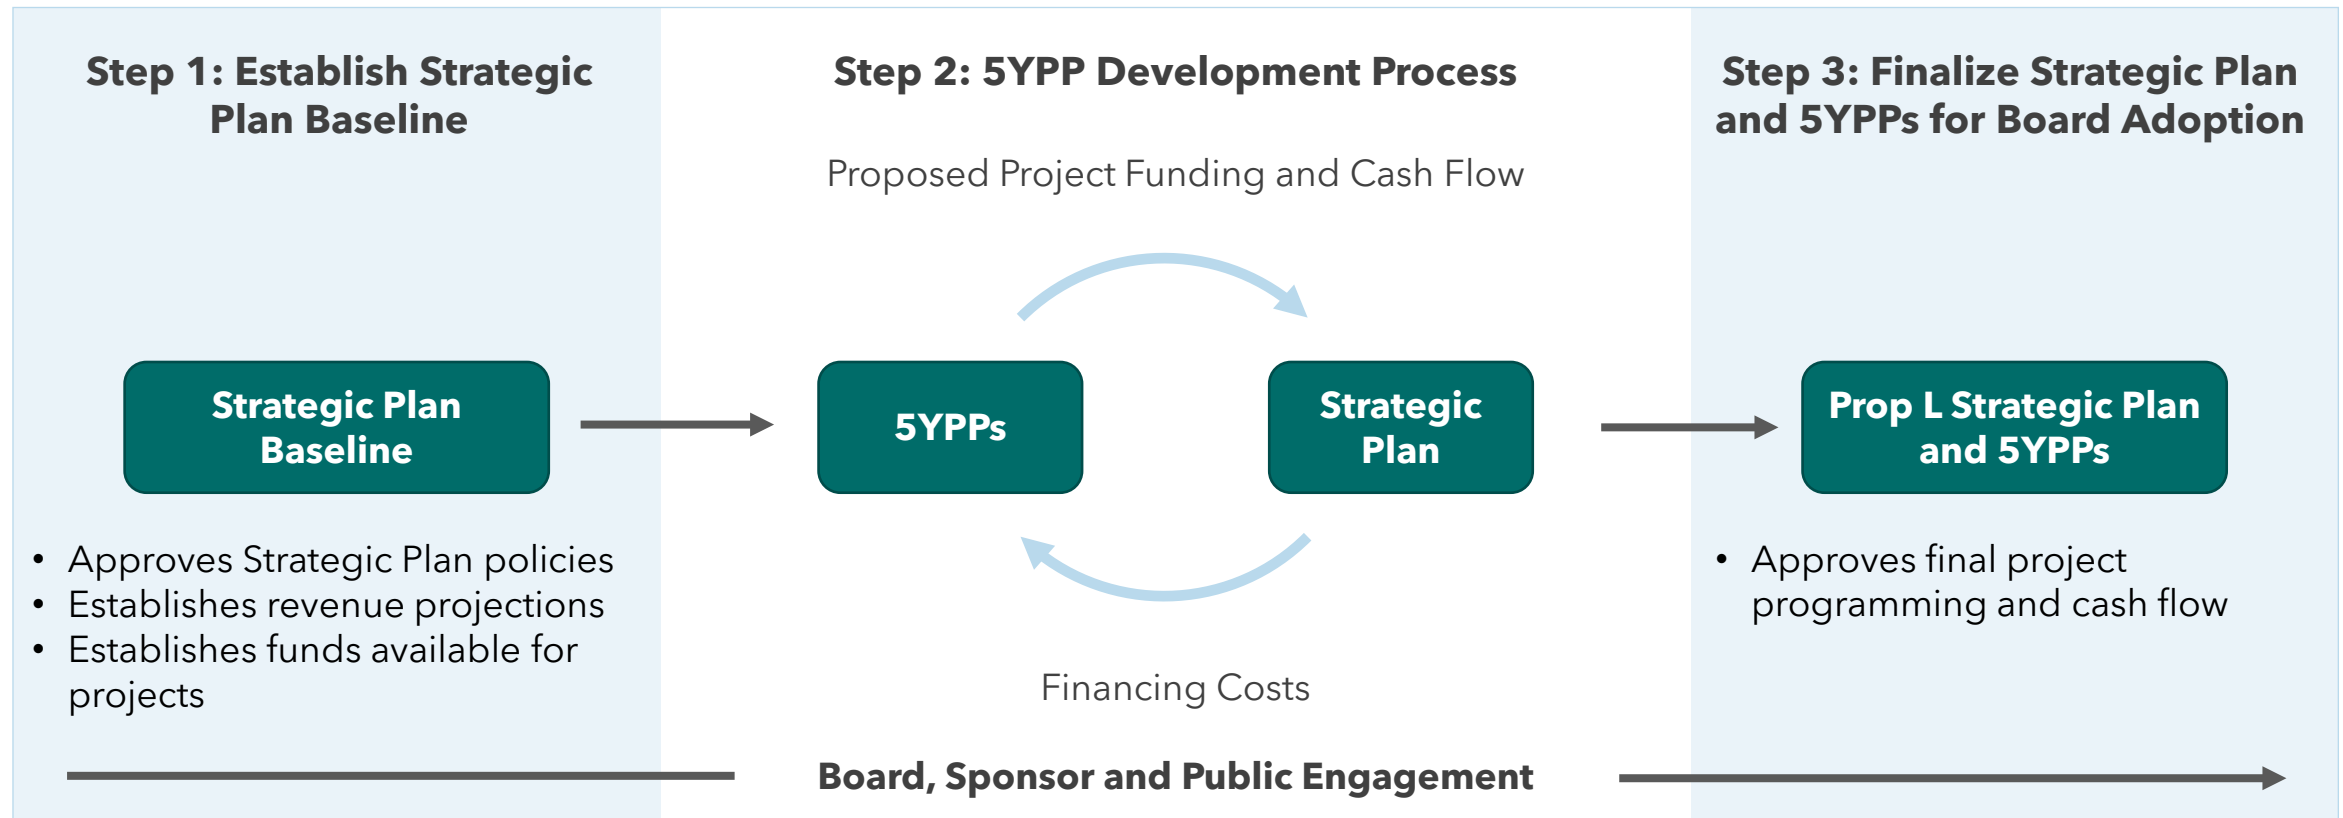 Step 1: Establish Strategic
Plan Baseline
Strategic Plan
Baseline
• Approves Strategic Plan policies
• Establishes revenue projections
• Establishes funds available for
projects
Step 2: 5YPP Development Process
Proposed Project Funding and Cash Flow
5YPPs
Strategic
Plan
Financing Costs
Step 3: Finalize Strategic Plan
and 5YPPs for Board Adoption
Prop L Strategic Plan
and 5YPPs
• Approves final project
programming and cash flow
Board, Sponsor and Public Engagement